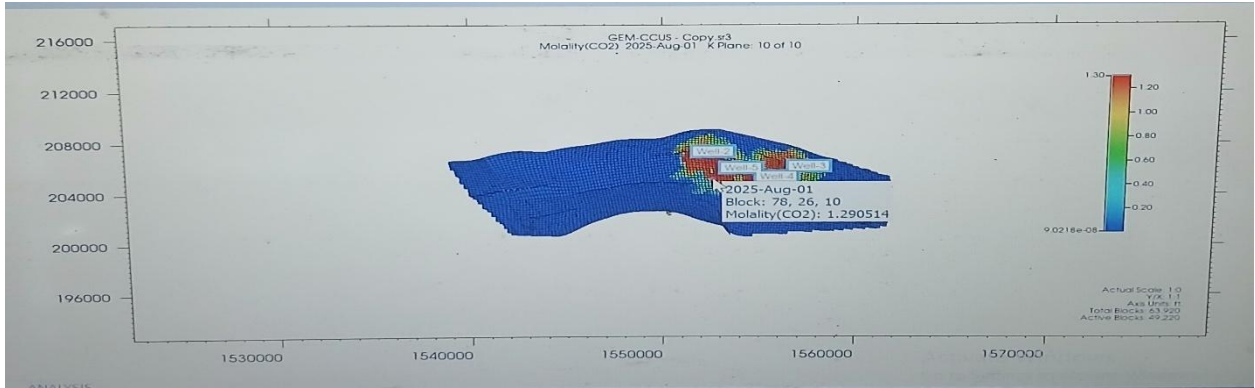 GEM-CCUS - Copy.sr3
Molality(CO2) 2025-Aug-01 K Plane: 10 of 10
216000
212000
208000
204000
200000
196000
1530000
1540000
1550000
1560000
1570000
Well-2
Well-5
Well-3
Well-4
2025-Aug-01
Block: 78, 26, 10
Molality(CO2): 1.290514
1.30
1.20
1.00
0.80
0.60
0.40
0.20
9.0218e-08
Actual Scale: 1:0
Y/X: 1:1
Axis Units: ft
Total Blocks: 63,920
Active Blocks: 49,220
ANALYSIS